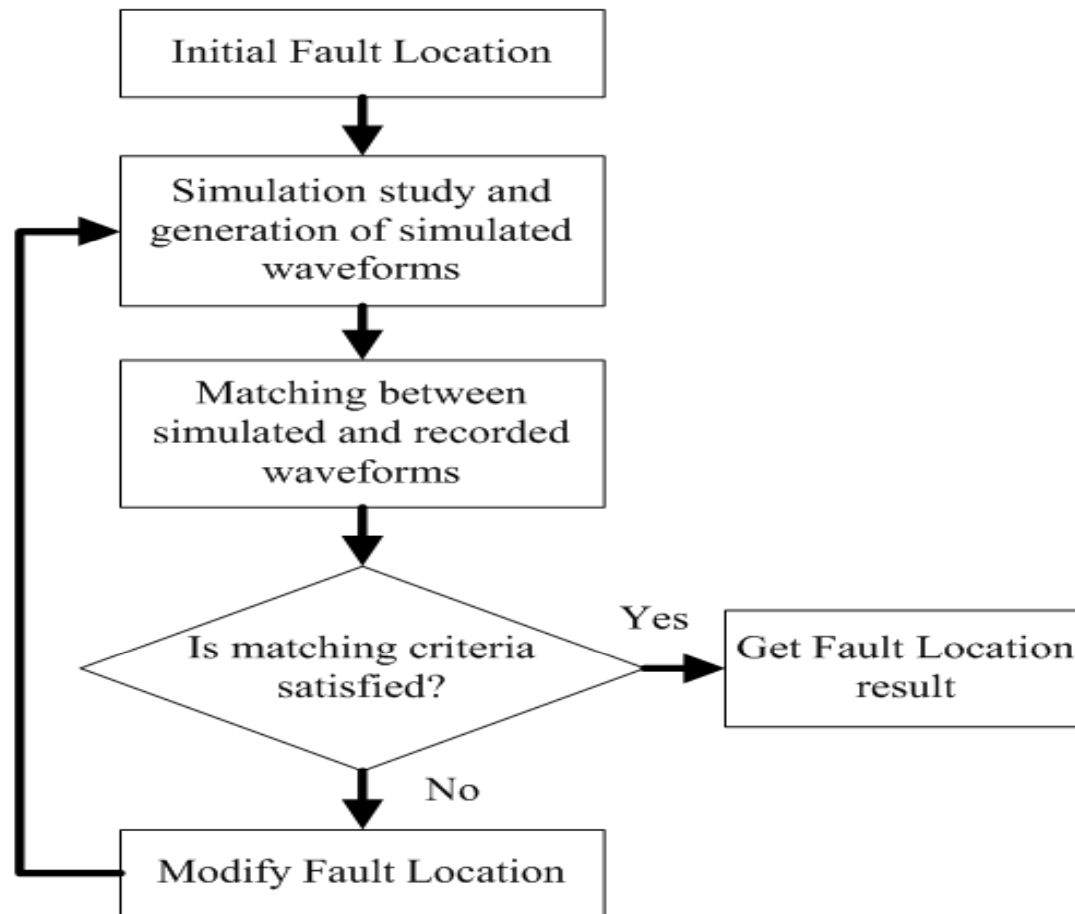 Initial Fault Location
Simulation study and
generation of simulated
waveforms
Matching between
simulated and recorded
waveforms
Is matching criteria
satisfied?
Yes
Get Fault Location
result
No
Modify Fault Location